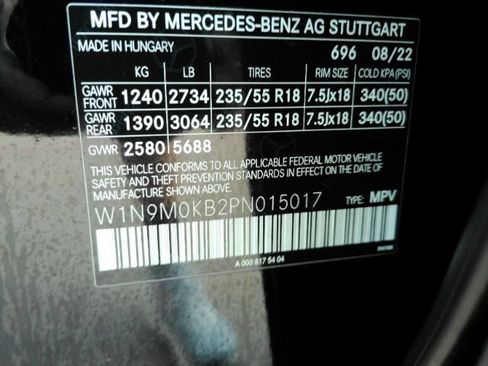 MFD BY MERCEDES-BENZ AG STUTTGART
MADE IN HUNGARY 696 08/22
KG LB TIRES RIM SIZE COLD KPA (PSI)
GAWR FRONT 1240 2734 235/55 R18 7.5Jx18 340(50)
GAWR REAR 1390 3064 235/55 R18 7.5Jx18 340(50)
GVWR 2580 5688
THIS VEHICLE CONFORMS TO ALL APPLICABLE FEDERAL MOTOR VEHICLE
SAFETY AND THEFT PREVENTION STANDARDS IN EFFECT ON THE DATE OF
MANUFACTURE SHOWN ABOVE.
W1N9M0KB2PN015017 TYPE: MPV
A 000 817 54 04